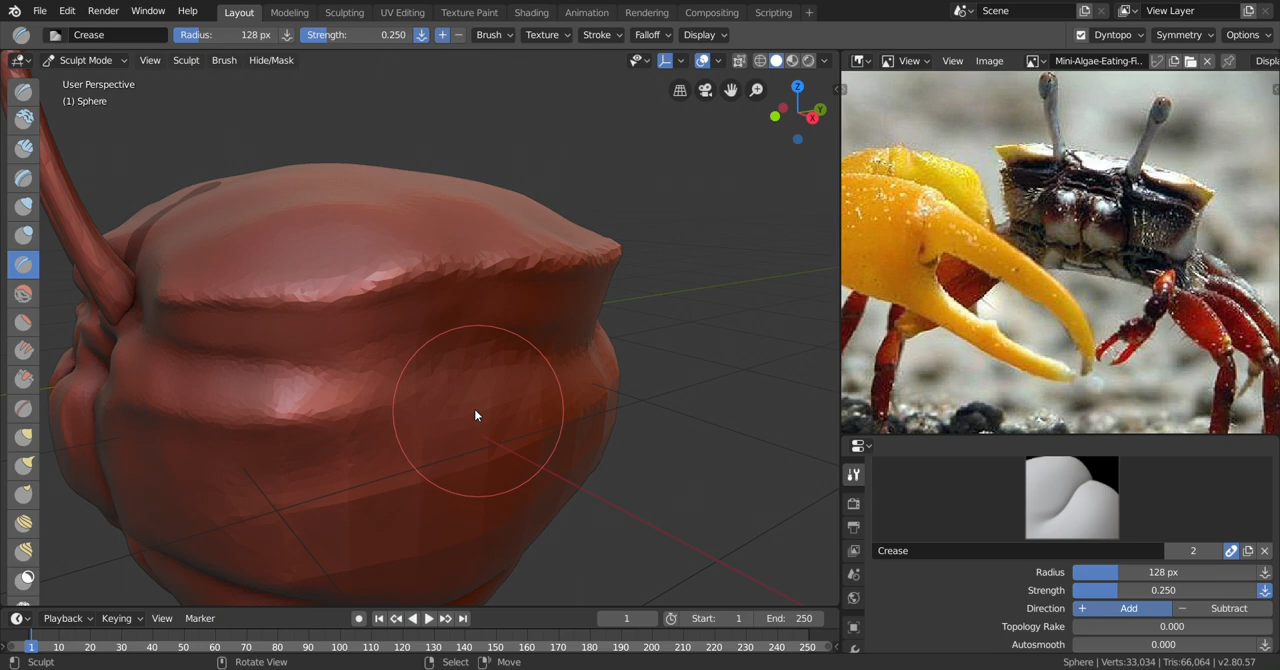 File Edit Render Window Help Layout Modeling Sculpting UV Editing Texture Paint Shading Animation Rendering Compositing Scripting + Scene View Layer
Crease Radius: 128 px Strength: 0.250 Brush Texture Stroke Falloff Display Dyntopo Symmetry Options
Sculpt Mode View Sculpt Brush Hide/Mask View View Image Mini-Algae-Eating-Fi.. Displa
User Perspective
(1) Sphere
Z
Y
X
Crease 2
Radius 128 px
Strength 0.250
Direction + Add − Subtract
Topology Rake 0.000
Autosmooth 0.000
Playback Keying View Marker 1 Start: 1 End: 250
1 10 20 30 40 50 60 70 80 90 100 110 120 130 140 150 160 170 180 190 200 210 220 230 240 250
Sculpt Rotate View Select Move Sphere | Verts:33,034 | Tris:66,064 | v2.80.57